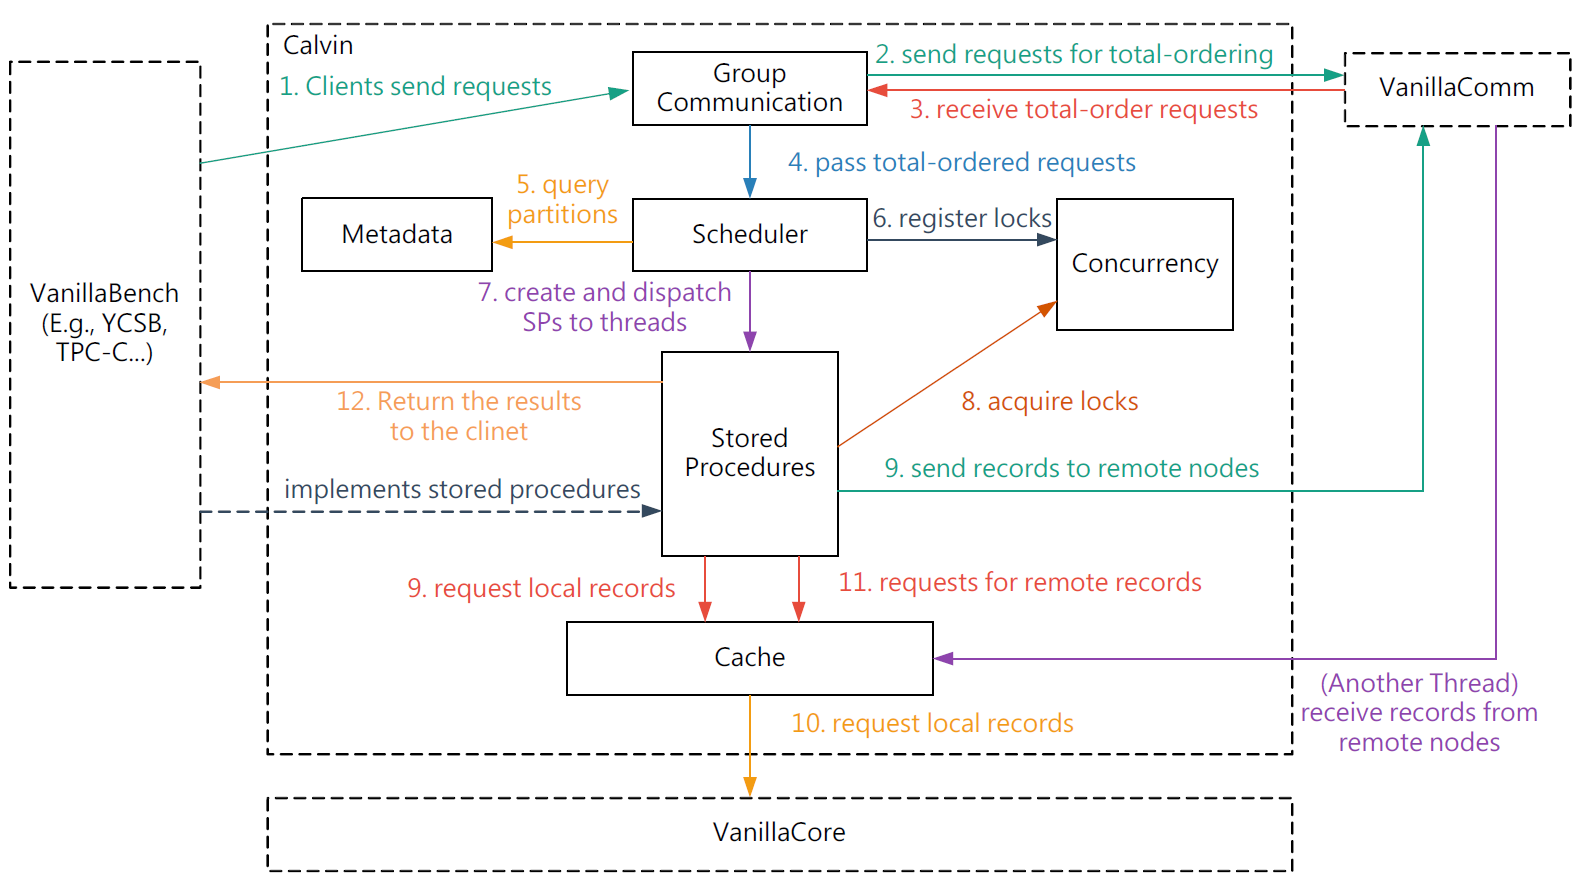 Calvin
1. Clients send requests
Group
Communication
2. send requests for total-ordering
3. receive total-order requests
VanillaComm
4. pass total-ordered requests
5. query
partitions
Metadata
Scheduler
6. register locks
Concurrency
7. create and dispatch
SPs to threads
VanillaBench
(E.g., YCSB,
TPC-C...)
12. Return the results
to the clinet
Stored
Procedures
8. acquire locks
9. send records to remote nodes
implements stored procedures
9. request local records
11. requests for remote records
Cache
(Another Thread)
receive records from
remote nodes
10. request local records
VanillaCore